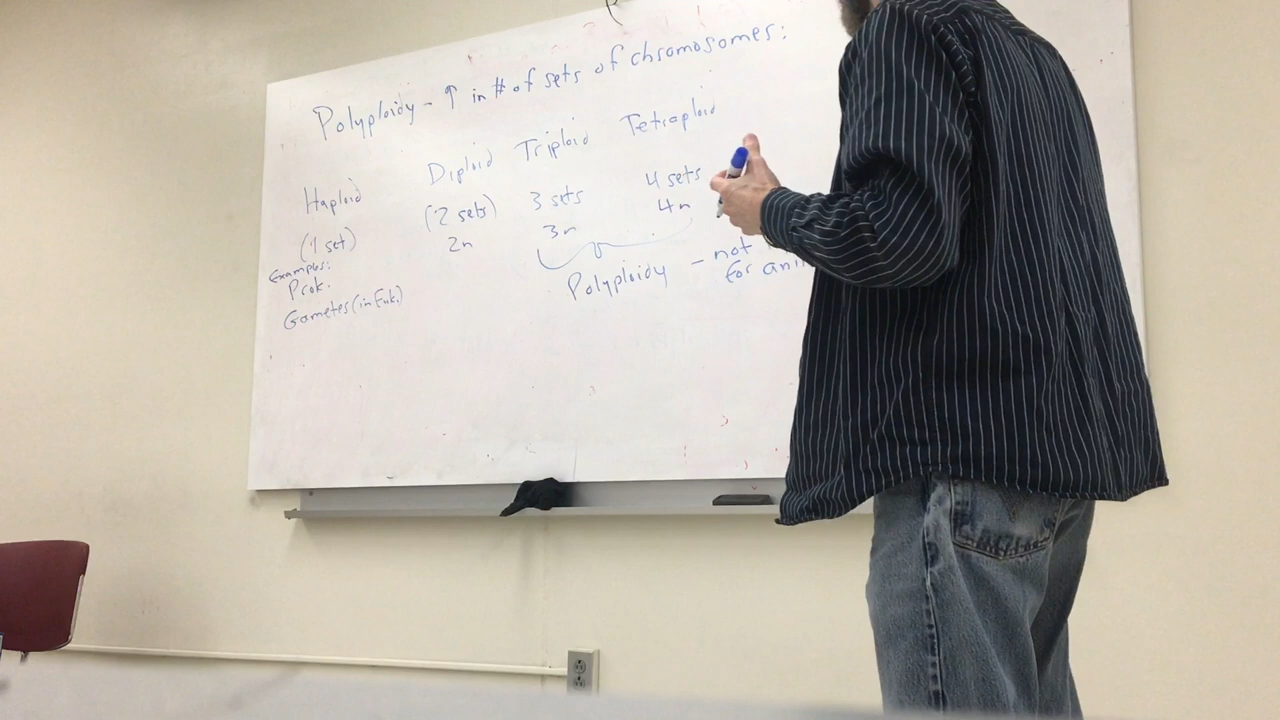 Polyploidy - ↑ in # of sets of chromosomes:
Haploid Diploid Triploid Tetraploid
(1 set) (2 sets) 3 sets 4 sets
2n 3n 4n
Examples:
Prok.
Gametes (in Euk.)
Polyploidy - not
for